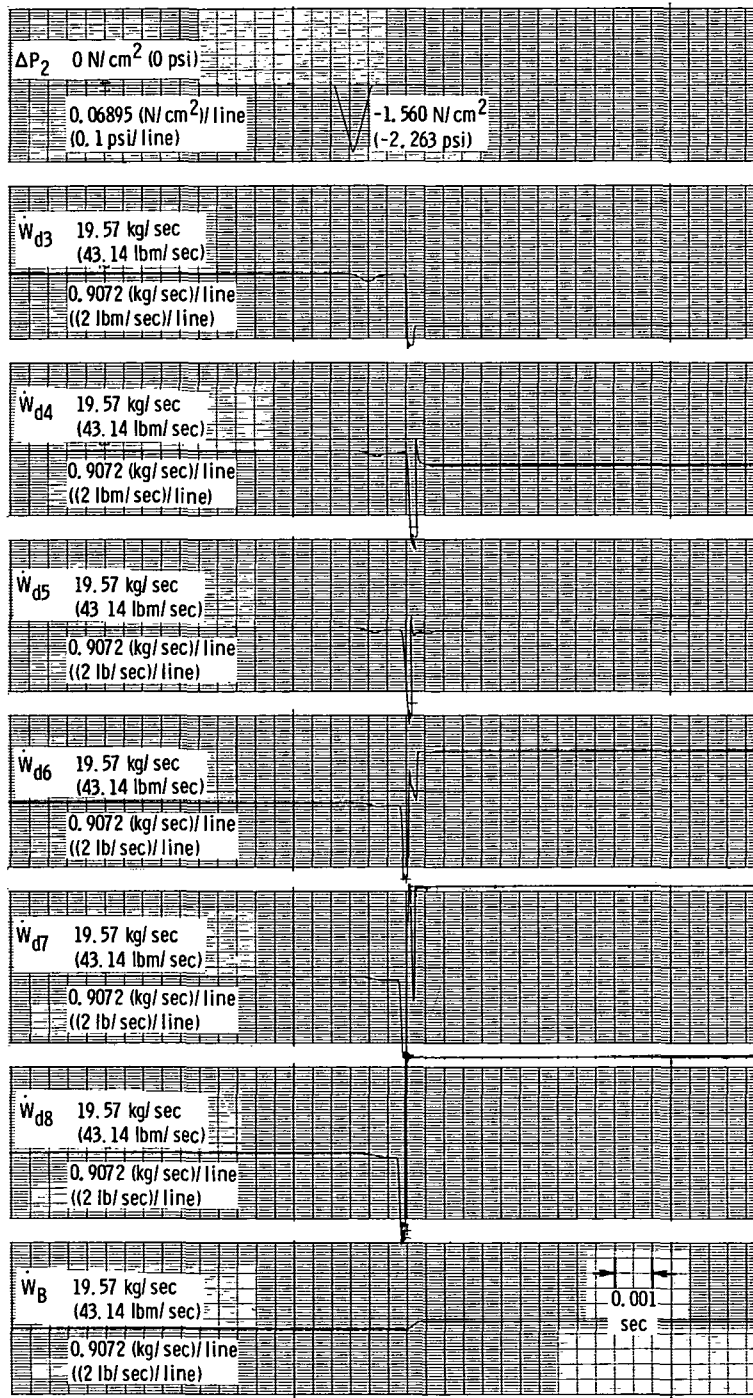 ΔP2 0 N/cm2 (0 psi)
0.06895 (N/cm2)/line
(0.1 psi/line)
-1.560 N/cm2
(-2.263 psi)
Ẇd3 19.57 kg/sec
(43.14 lbm/sec)
0.9072 (kg/sec)/line
((2 lbm/sec)/line)
Ẇd4 19.57 kg/sec
(43.14 lbm/sec)
0.9072 (kg/sec)/line
((2 lbm/sec)/line)
Ẇd5 19.57 kg/sec
(43 14 lbm/sec)
0.9072 (kg/sec)/line
((2 lb/sec)/line)
Ẇd6 19.57 kg/sec
(43.14 lbm/sec)
0.9072 (kg/sec)/line
((2 lb/sec)/line)
Ẇd7 19.57 kg/sec
(43.14 lbm/sec)
0.9072 (kg/sec)/line
((2 lb/sec)/line)
Ẇd8 19.57 kg/sec
(43.14 lbm/sec)
0.9072 (kg/sec)/line
((2 lb/sec)/line)
ẆB 19.57 kg/sec
(43.14 lbm/sec)
0.9072 (kg/sec)/line
((2 lb/sec)/line)
0.001
sec